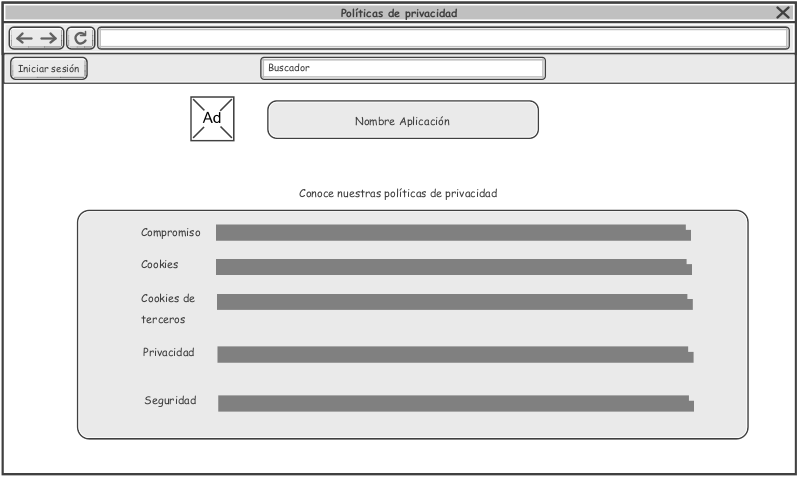 Políticas de privacidad
Iniciar sesión
Buscador
Ad
Nombre Aplicación
Conoce nuestras políticas de privacidad
Compromiso
Cookies
Cookies de
terceros
Privacidad
Seguridad